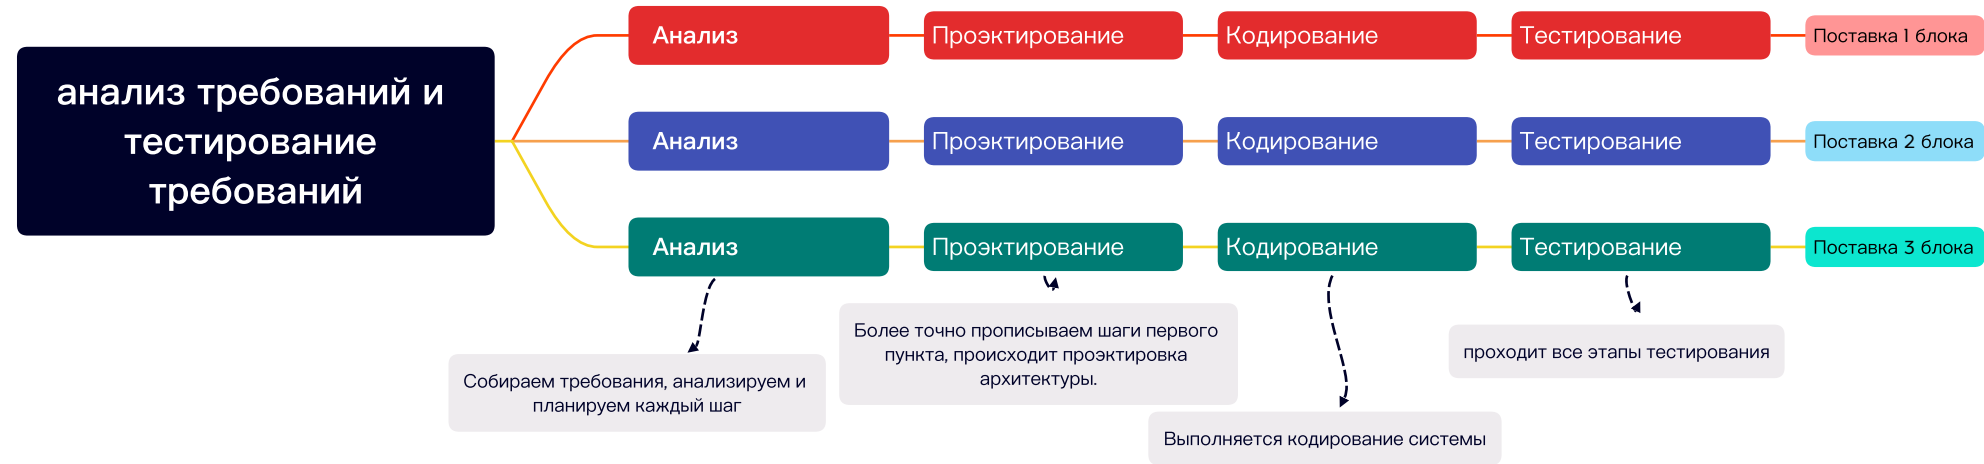 анализ требований и
тестирование
требований
Анализ
Проэктирование
Кодирование
Тестирование
Поставка 1 блока
Анализ
Проэктирование
Кодирование
Тестирование
Поставка 2 блока
Анализ
Проэктирование
Кодирование
Тестирование
Поставка 3 блока
Собираем требования, анализируем и
планируем каждый шаг
Более точно прописываем шаги первого
пункта, происходит проэктировка
архитектуры.
Выполняется кодирование системы
проходит все этапы тестирования